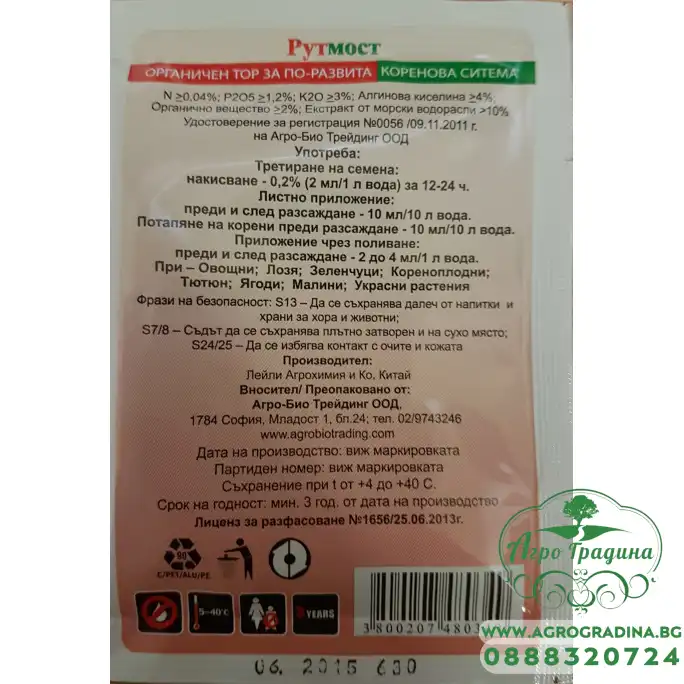 Рутмост
ОРГАНИЧЕН ТОР ЗА ПО-РАЗВИТА КОРЕНОВА СИТЕМА
N ≥0,04%; P2O5 ≥1,2%; K2O ≥3%; Алгинова киселина ≥4%;
Органично вещество ≥2%; Екстракт от морски водорасли >10%
Удостоверение за регистрация №0056 /09.11.2011 г.
на Агро-Био Трейдинг ООД
Употреба:
Третиране на семена:
накисване - 0,2% (2 мл/1 л вода) за 12-24 ч.
Листно приложение:
преди и след разсаждане - 10 мл/10 л вода.
Потапяне на корени преди разсаждане - 10 мл/10 л вода.
Приложение чрез поливане:
преди и след разсаждане - 2 до 4 мл/1 л вода.
При – Овощни; Лозя; Зеленчуци; Кореноплодни;
Тютюн; Ягоди; Малини; Украсни растения
Фрази на безопасност: S13 – Да се съхранява далеч от напитки и
храни за хора и животни;
S7/8 – Съдът да се съхранява плътно затворен и на сухо място;
S24/25 – Да се избягва контакт с очите и кожата
Производител:
Лейли Агрохимия и Ко, Китай
Вносител/ Преопаковано от:
Агро-Био Трейдинг ООД,
1784 София, Младост 1, бл.24; тел. 02/9743246
www.agrobiotrading.com
Дата на производство: виж маркировката
Партиден номер: виж маркировката
Съхранение при t от +4 до +40 С.
Срок на годност: мин. 3 год. от дата на производство
Лиценз за разфасоване №1656/25.06.2013г.
90
C/PET/ALU/PE
5-40°C
YEARS
3 800207 4803
06. 2015 630
Агро Градина
WWW.AGROGRADINA.BG
0888320724